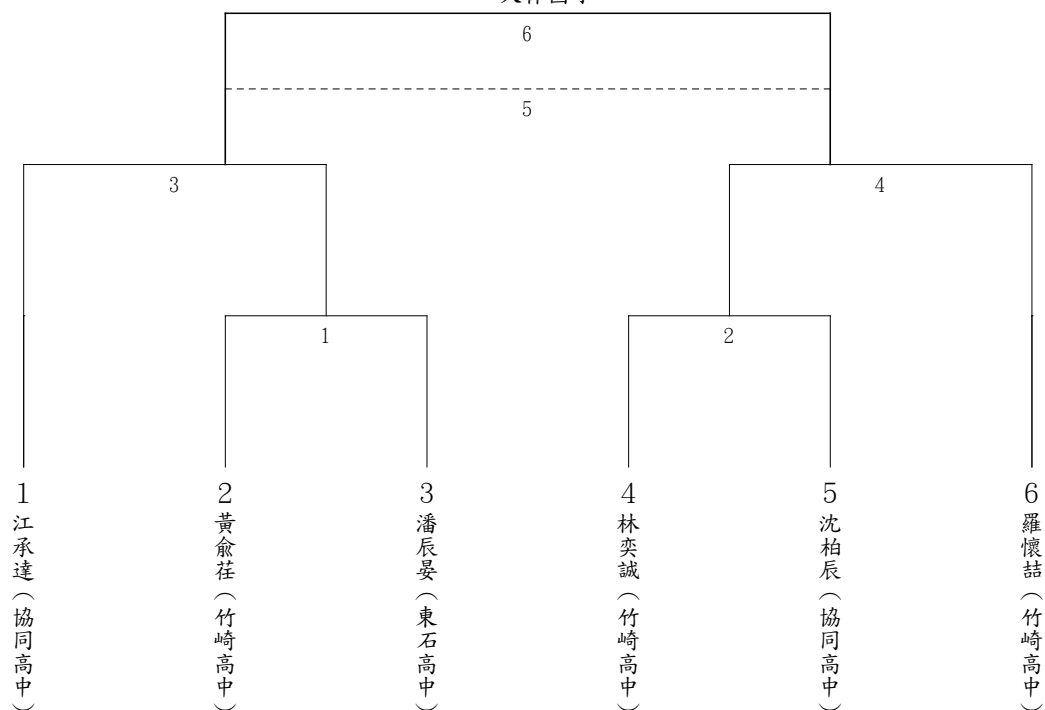 6
5
3
4
1
2
1 江承達（協同高中）
2 黃俞荏（竹崎高中）
3 潘辰晏（東石高中）
4 林奕誠（竹崎高中）
5 沈柏辰（協同高中）
6 羅懷喆（竹崎高中）